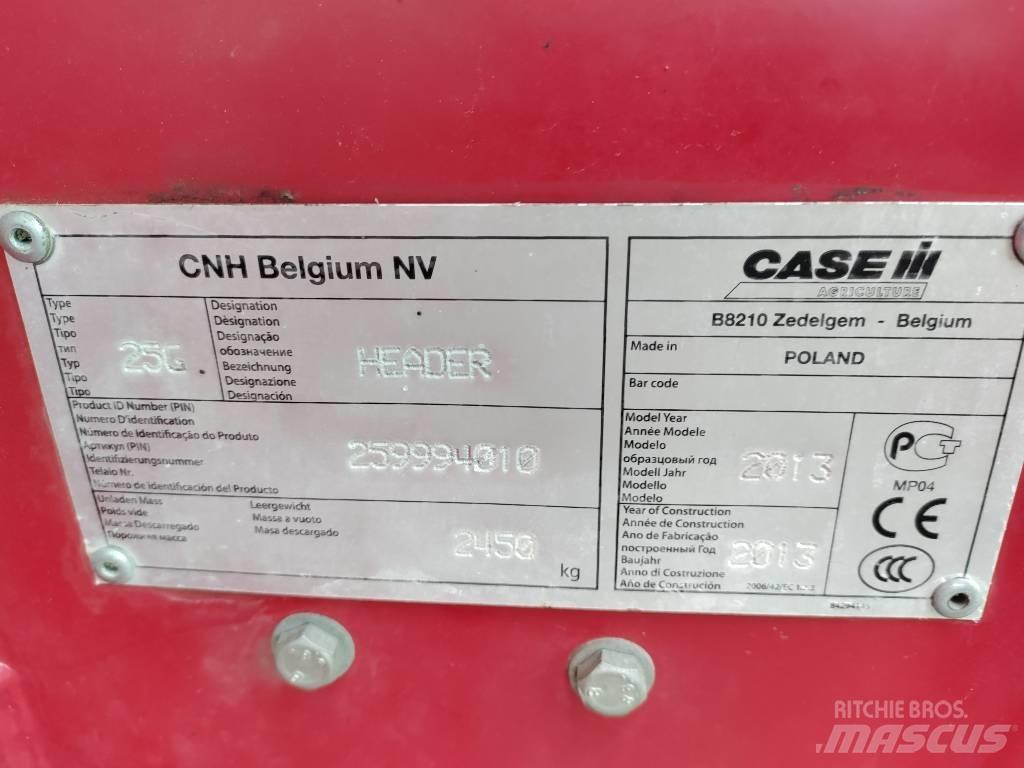 CNH Belgium NV
Type
Type
Tipo
тип
Typ
Tipo
Tipo
25G
Designation
Dèsignation
Designação
обозначение
Bezeichnung
Designazione
Designación
HEADER
Product ID Number (PIN)
Numero D'identification
Número de Identificação do Produto
Артикул (PIN)
Identifizierungsnummer
Telaio Nr.
Número de identificación del Producto
259994010
Unladen Mass
Poids vide
Massa Descarregado
Порожняя масса
Leergewicht
Massa a vuoto
Masa descargado
2450
kg
CASE IH
AGRICULTURE
B8210 Zedelgem - Belgium
Made in
POLAND
Bar code
Model Year
Année Modele
Modelo
образцовый год
Modell Jahr
Modello
Modelo
2013
Year of Construction
Année de Construction
Ano de Fabricação
построенный Год
Baujahr
Anno di Costruzione
Año de Construción
2013
2006/42/EC
PCT
MP04
CE
CCC
RITCHIE BROS.
MASCUS